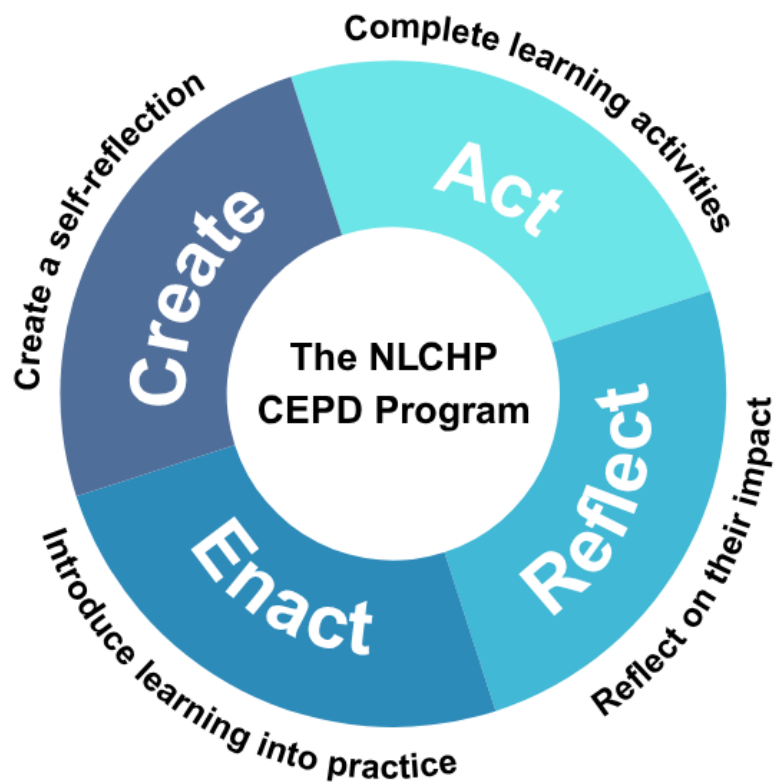 The NLCHP
CEPD Program
Create
Create a self-reflection
Act
Complete learning activities
Reflect
Reflect on their impact
Enact
Introduce learning into practice